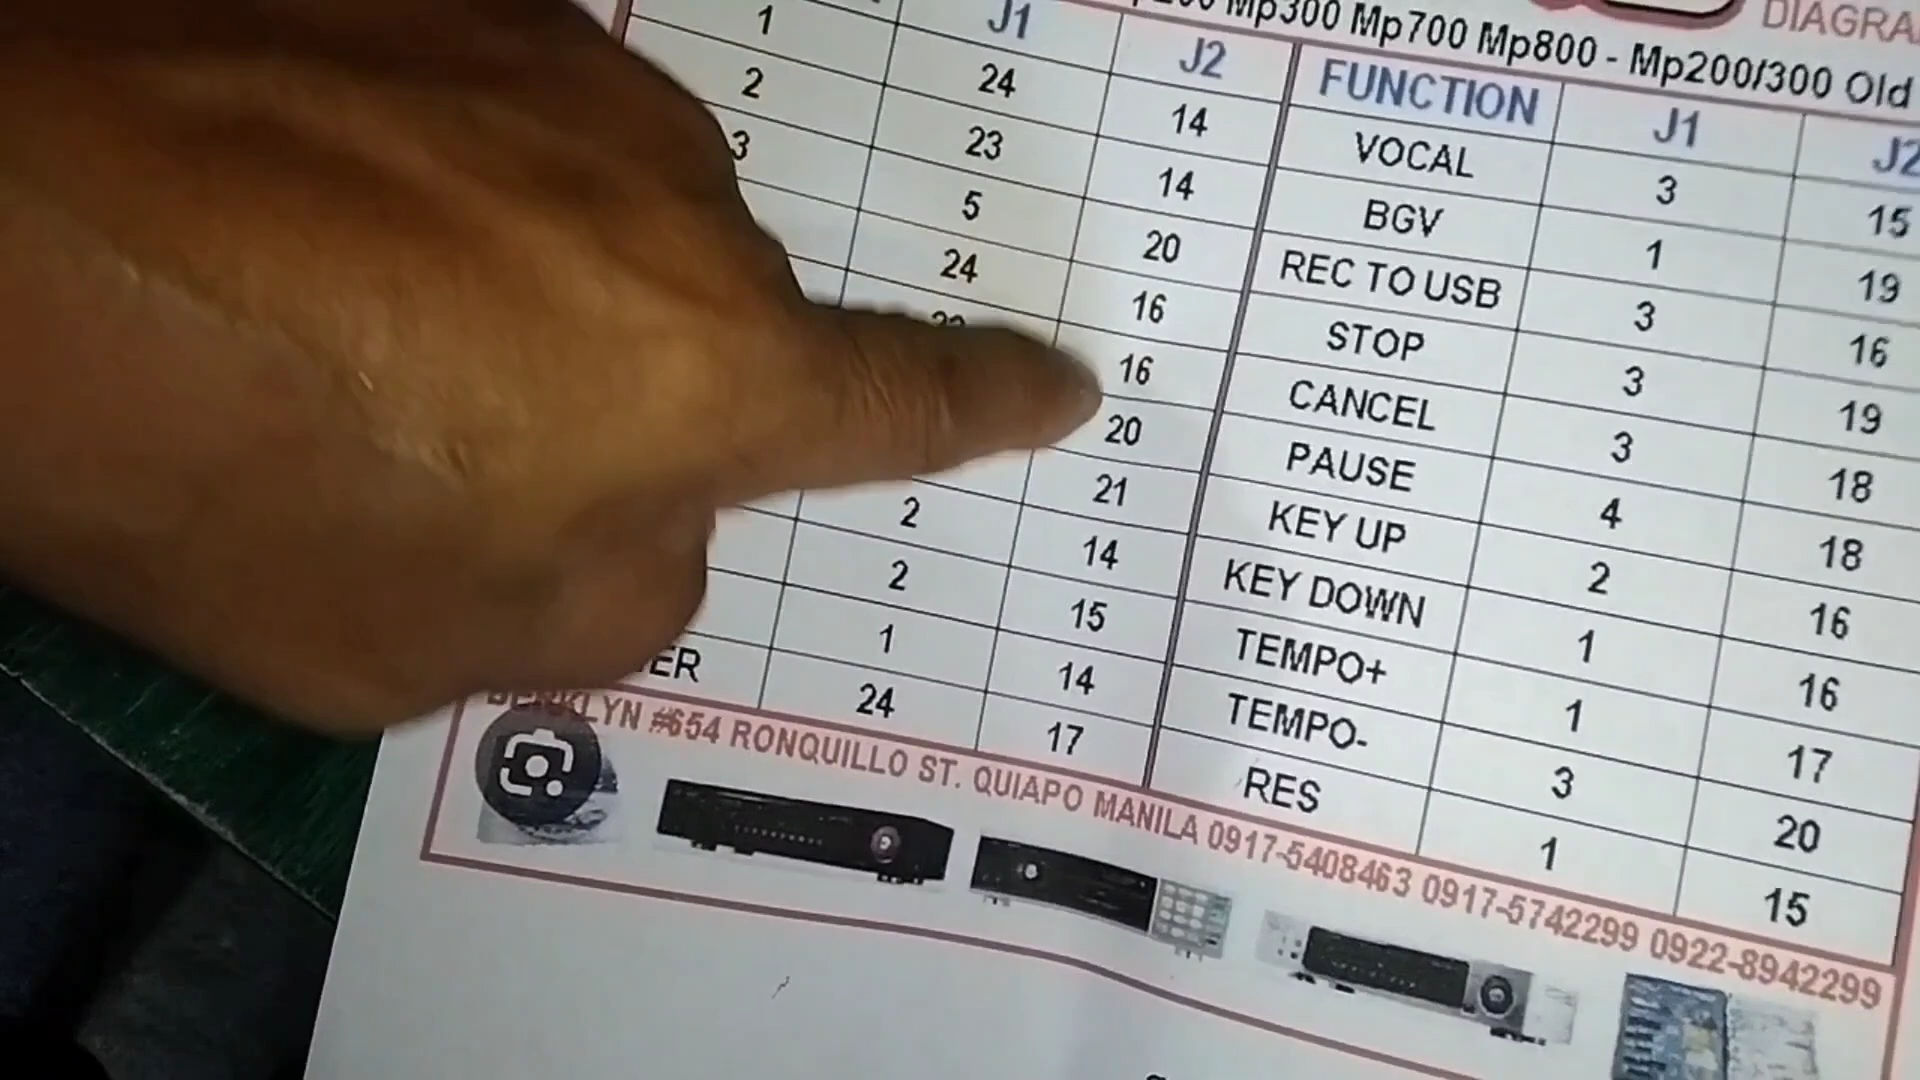 DIAGRA
Mp300 Mp700 Mp800 - Mp200/300 Old
J1 J2 FUNCTION J1 J2
1 24 14 VOCAL 3 15
2 23 14 BGV 1 19
3 5 20 REC TO USB 3 16
24 16 STOP 3 19
16 CANCEL 3 18
20 PAUSE 4 18
21 KEY UP 2 16
2 14 KEY DOWN 1 16
2 15 TEMPO+ 1 17
1 14 TEMPO- 3 20
ER 24 17 RES 1 15
#654 RONQUILLO ST. QUIAPO MANILA 0917-5408463 0917-5742299 0922-8942299